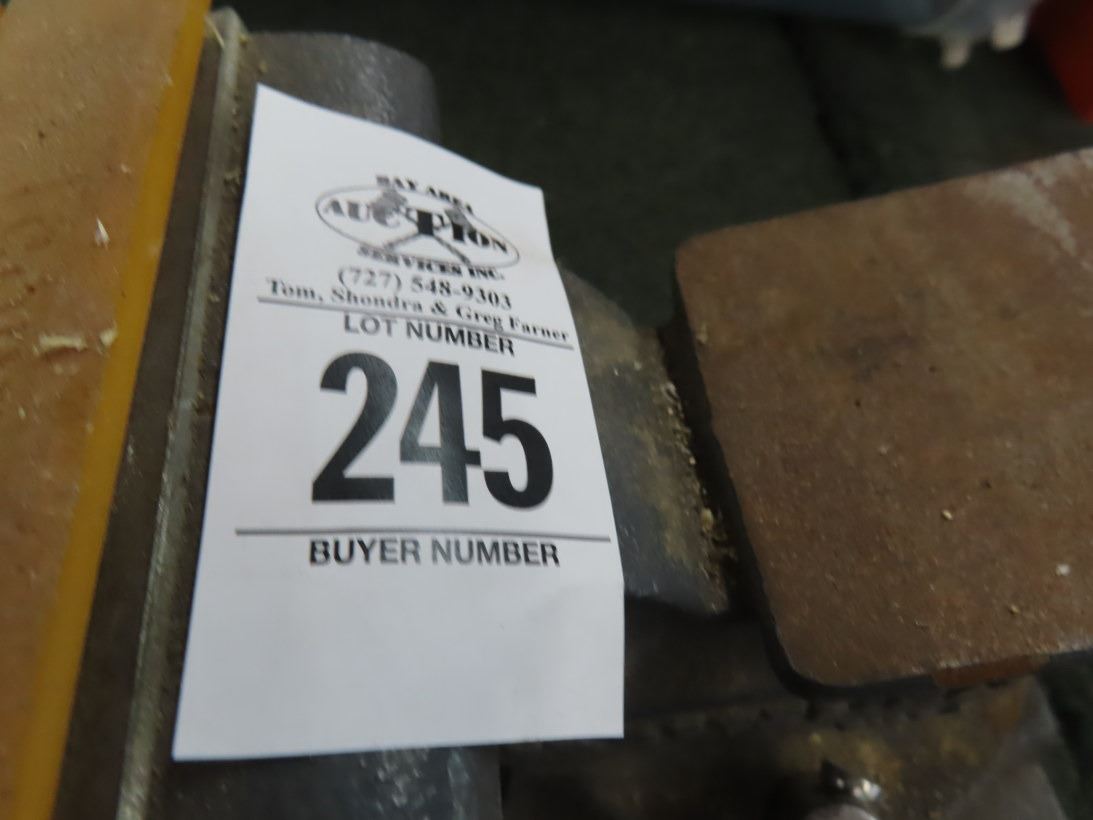 BAY AREA
AUCTION
SERVICES INC.
(727) 548-9303
Tom, Shondra & Greg Farner
LOT NUMBER
245
BUYER NUMBER